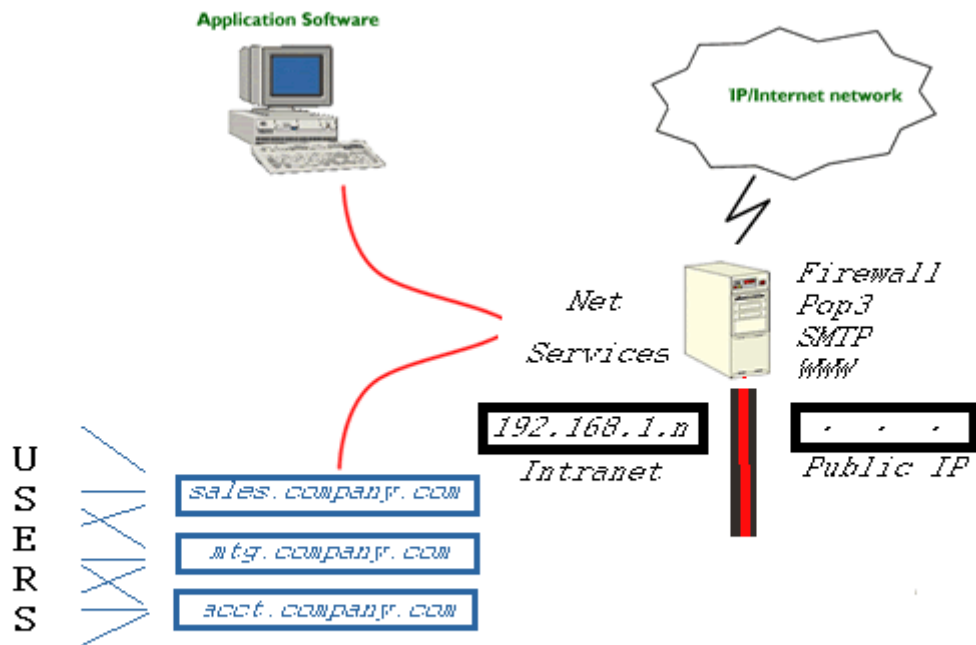 Application Software
IP/Internet network
Net
Services
Firewall
Pop3
SMTP
WWW
192.168.1.n
. . .
Intranet
Public IP
USERS
sales.company.com
mtg.company.com
acct.company.com